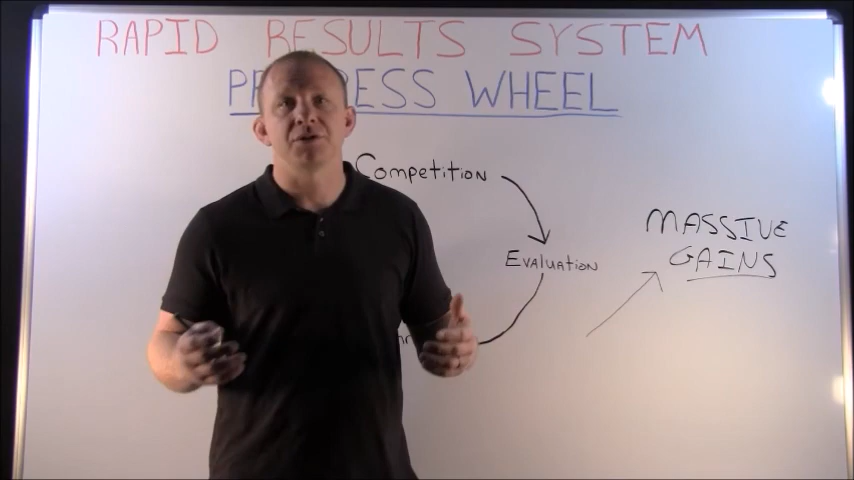 RAPID RESULTS SYSTEM
WHEEL
Competition
Evaluation
MASSIVE
GAINS